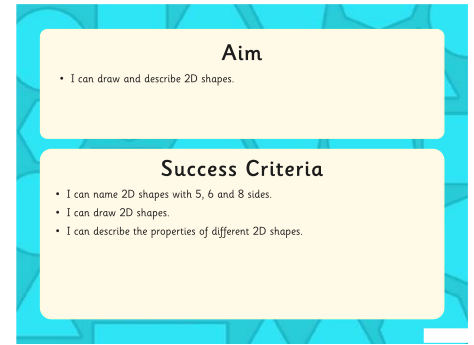 Aim
• I can draw and describe 2D shapes.
Success Criteria
• I can name 2D shapes with 5, 6 and 8 sides.
• I can draw 2D shapes.
• I can describe the properties of different 2D shapes.